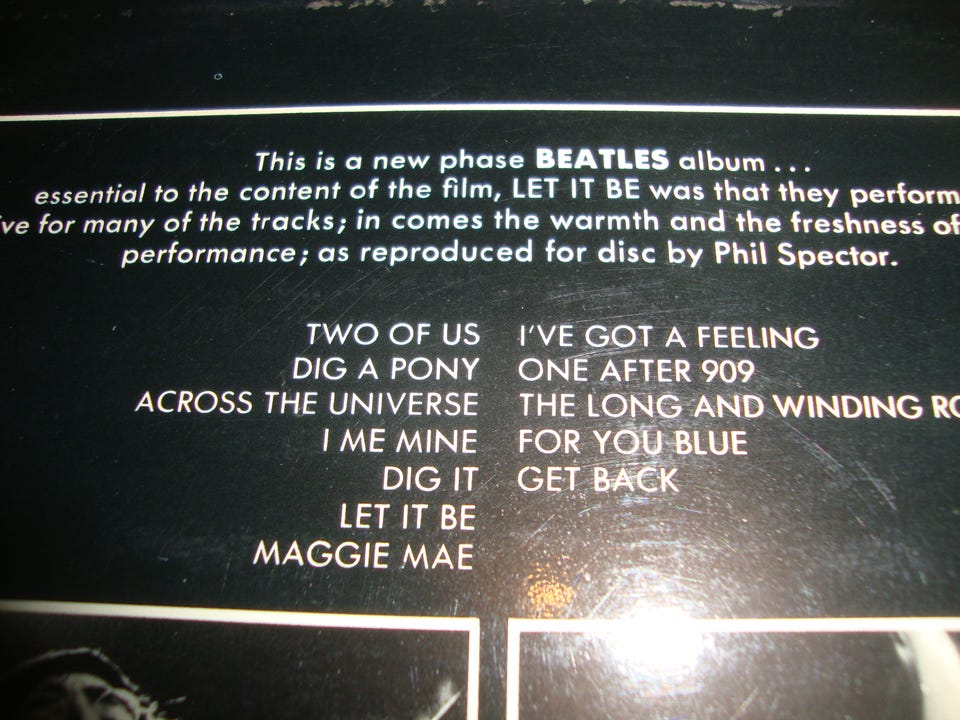 This is a new phase BEATLES album ...
essential to the content of the film, LET IT BE was that they perform
ve for many of the tracks; in comes the warmth and the freshness of
performance; as reproduced for disc by Phil Spector.
TWO OF US
DIG A PONY
ACROSS THE UNIVERSE
I ME MINE
DIG IT
LET IT BE
MAGGIE MAE
I'VE GOT A FEELING
ONE AFTER 909
THE LONG AND WINDING RO
FOR YOU BLUE
GET BACK